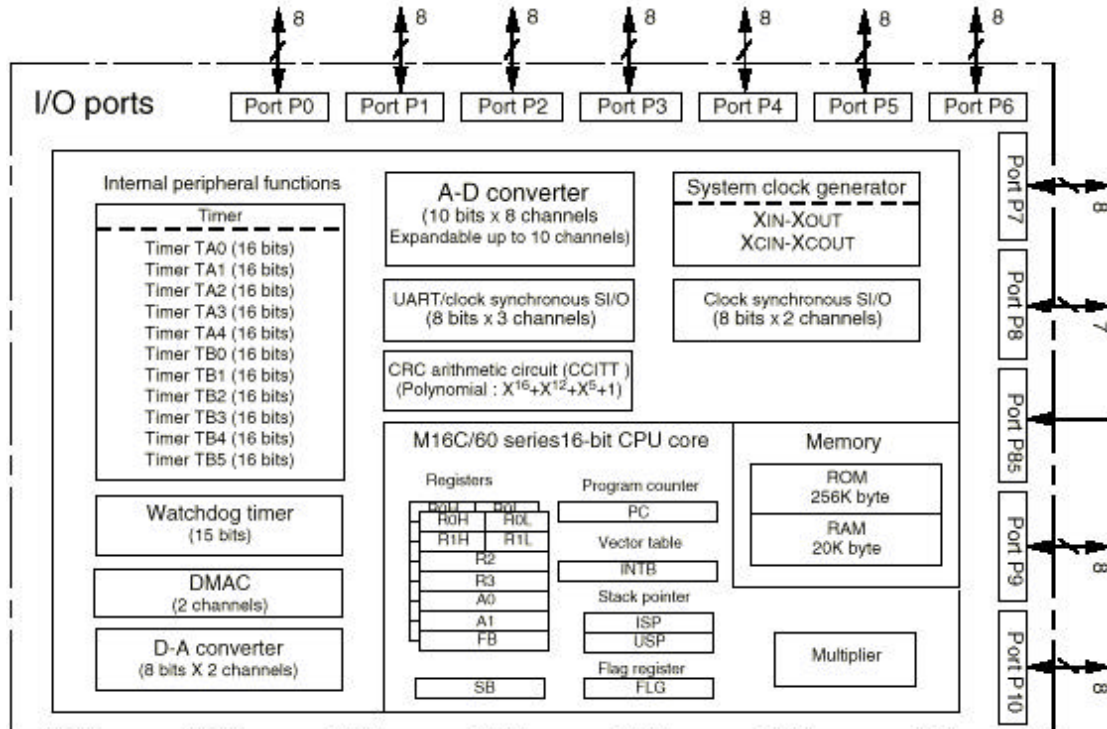 8 8 8 8 8 8 8
I/O ports
Port P0 Port P1 Port P2 Port P3 Port P4 Port P5 Port P6
Internal peripheral functions
Timer
Timer TA0 (16 bits)
Timer TA1 (16 bits)
Timer TA2 (16 bits)
Timer TA3 (16 bits)
Timer TA4 (16 bits)
Timer TB0 (16 bits)
Timer TB1 (16 bits)
Timer TB2 (16 bits)
Timer TB3 (16 bits)
Timer TB4 (16 bits)
Timer TB5 (16 bits)
Watchdog timer
(15 bits)
DMAC
(2 channels)
D-A converter
(8 bits X 2 channels)
A-D converter
(10 bits x 8 channels
Expandable up to 10 channels)
UART/clock synchronous SI/O
(8 bits x 3 channels)
CRC arithmetic circuit (CCITT )
(Polynomial : X¹⁶+X¹²+X⁵+1)
System clock generator
XIN-XOUT
XCIN-XCOUT
Clock synchronous SI/O
(8 bits x 2 channels)
M16C/60 series16-bit CPU core
Registers
R0H R0L
R0H R0L
R1H R1L
R2
R3
A0
A1
FB
SB
Program counter
PC
Vector table
INTB
Stack pointer
ISP
USP
Flag register
FLG
Memory
ROM
256K byte
RAM
20K byte
Multiplier
Port P7
8
Port P8
7
Port P85
Port P9
8
Port P10
8